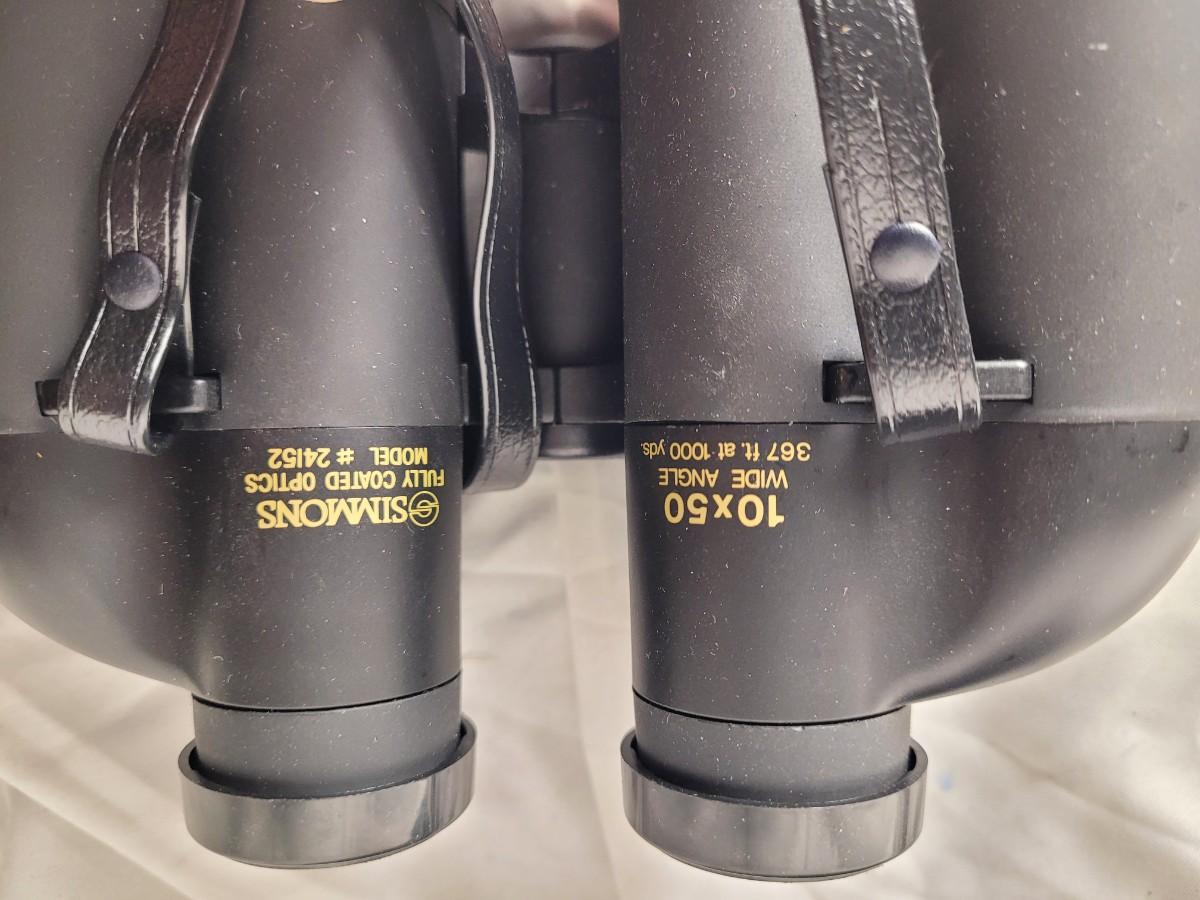 SIMMONS
FULLY COATED OPTICS
MODEL # 24152
10x50
WIDE ANGLE
367 ft. at 1000 yds.